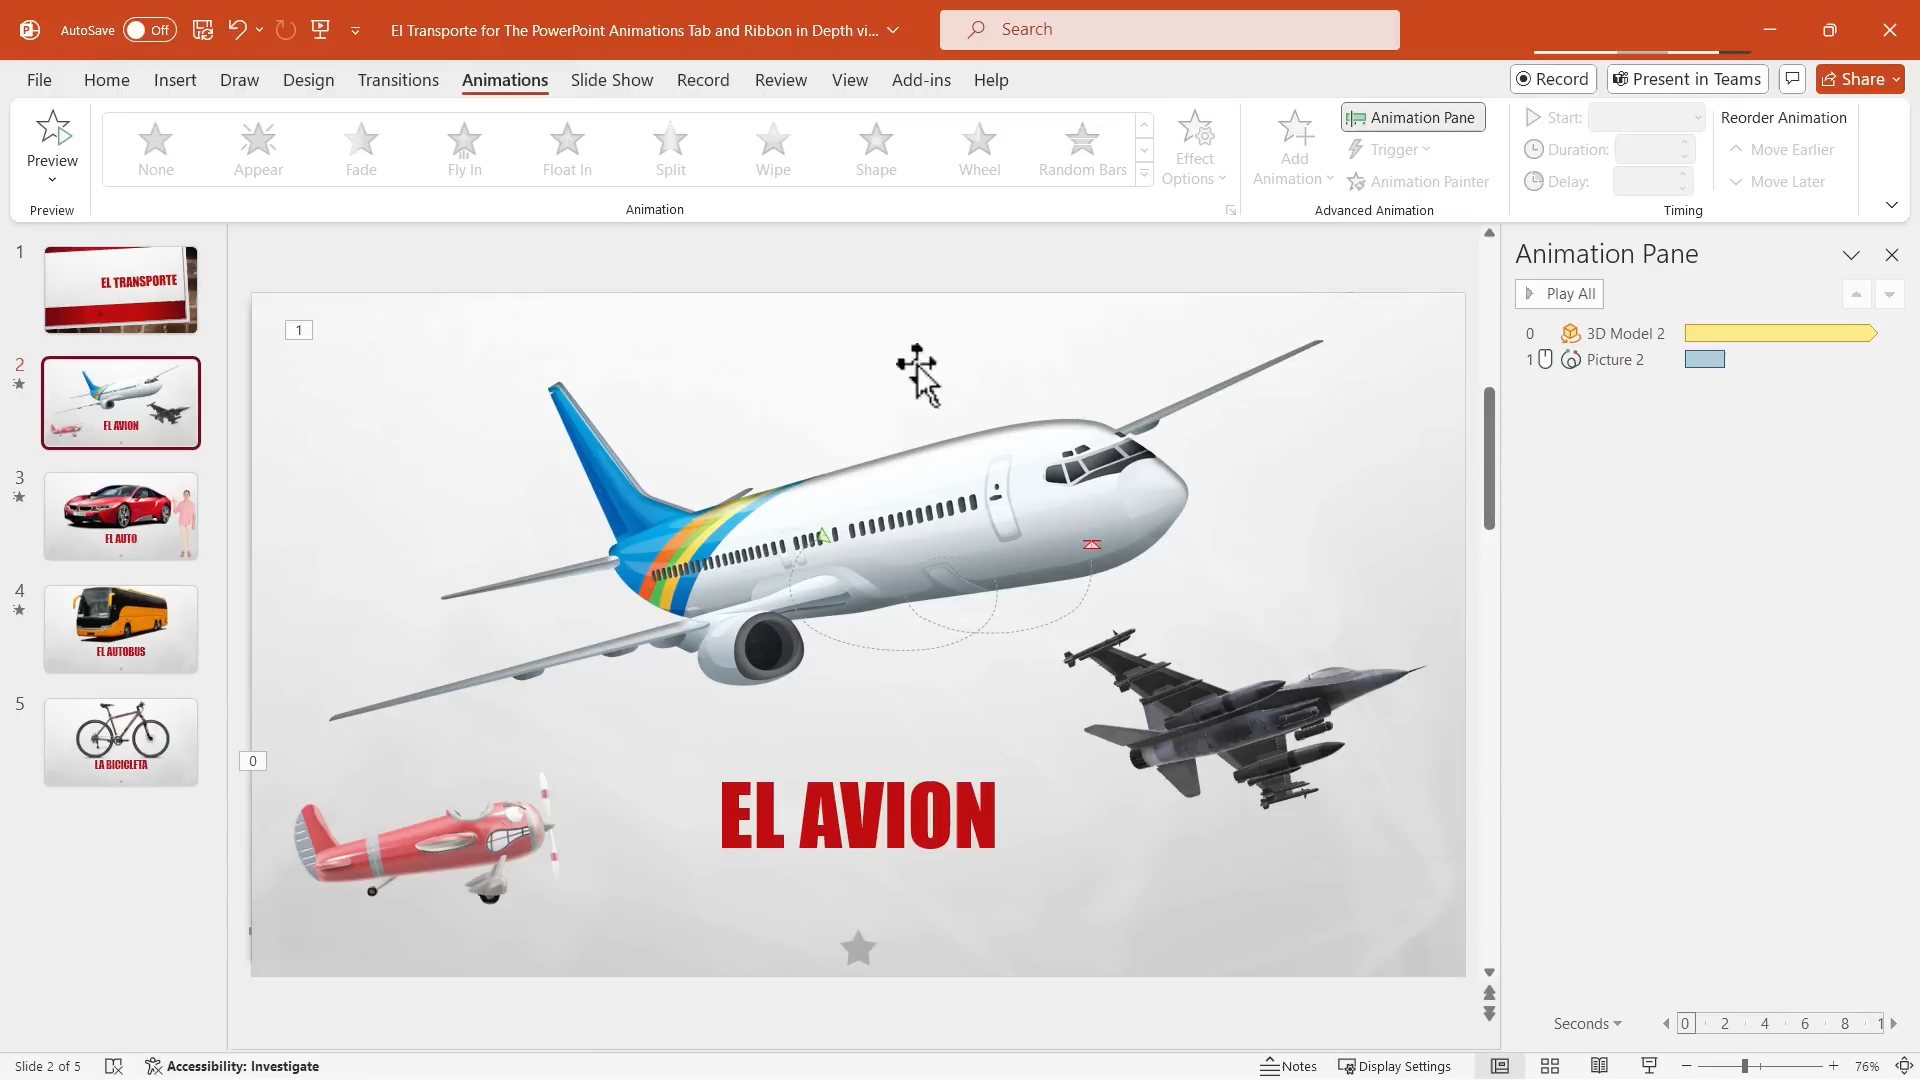 AutoSave Off El Transporte for The PowerPoint Animations Tab and Ribbon in Depth vi... Search
File Home Insert Draw Design Transitions Animations Slide Show Record Review View Add-ins Help Record Present in Teams Share
Preview
None Appear Fade Fly In Float In Split Wipe Shape Wheel Random Bars
Effect Options
Add Animation
Animation Pane
Trigger
Animation Painter
Start:
Duration:
Delay:
Reorder Animation
Move Earlier
Move Later
Preview Animation Advanced Animation Timing
1
EL TRANSPORTE
2
EL AVION
3
EL AUTO
4
EL AUTOBUS
5
LA BICICLETA
1
0
EL AVION
Animation Pane
Play All
0 3D Model 2
1 Picture 2
Seconds 0 2 4 6 8 1
Slide 2 of 5 Accessibility: Investigate Notes Display Settings 76%